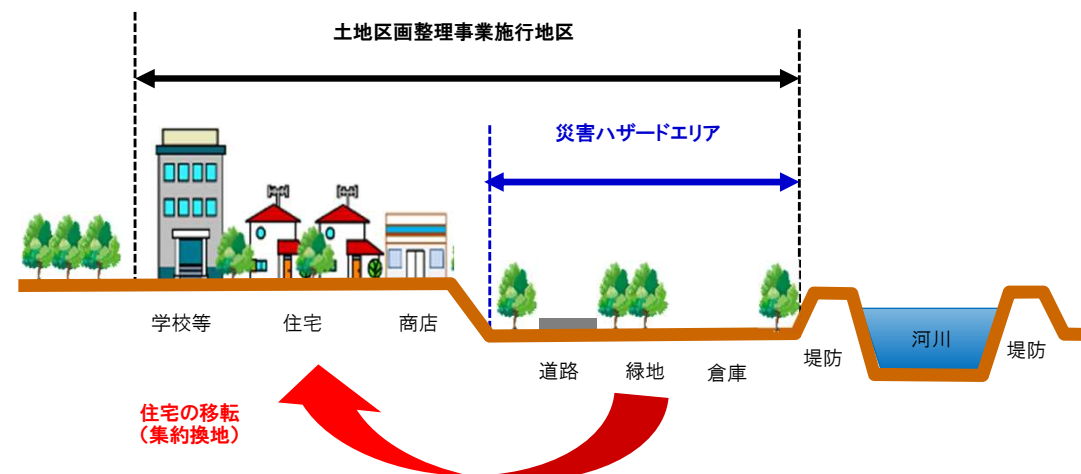 土地区画整理事業施行地区
災害ハザードエリア
学校等
住宅
商店
道路
緑地
倉庫
堤防
河川
堤防
住宅の移転
(集約換地)